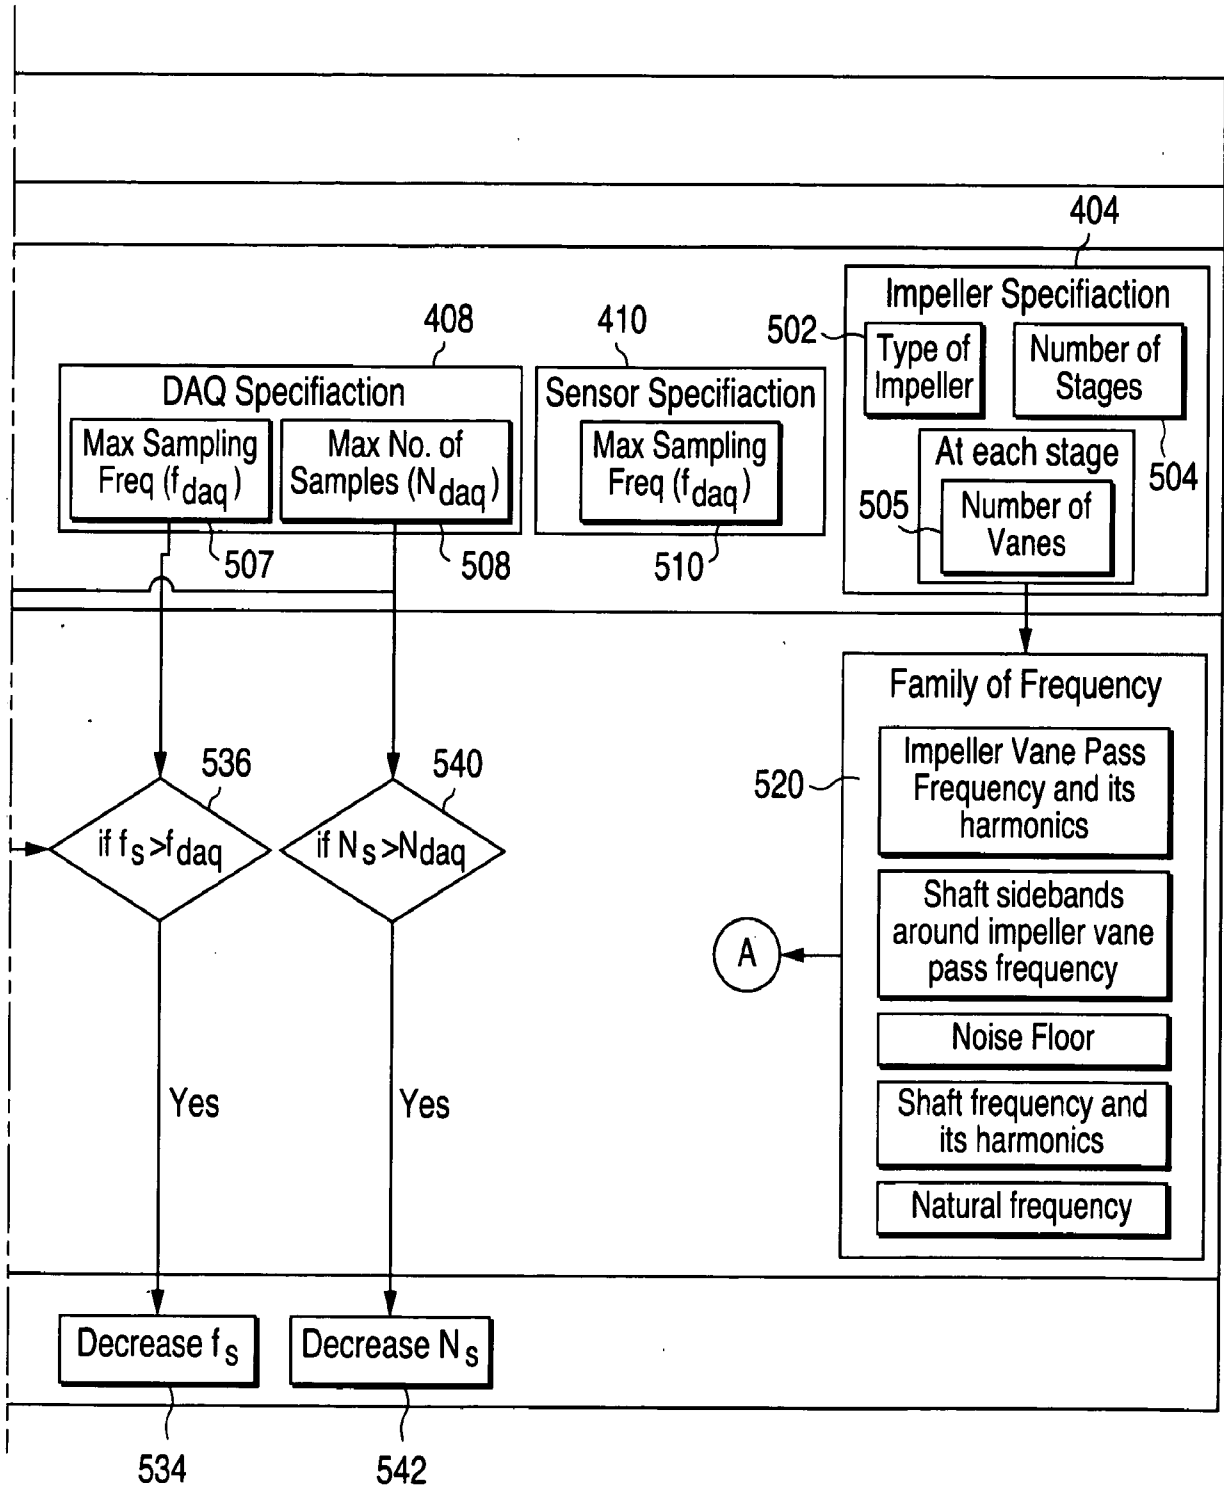 404
Impeller Specifiaction
502
Type of
Impeller
Number of
Stages
504
At each stage
505
Number of
Vanes
408
DAQ Specifiaction
Max Sampling
Freq (fdaq)
507
Max No. of
Samples (Ndaq)
508
410
Sensor Specifiaction
Max Sampling
Freq (fdaq)
510
536
if fs>fdaq
540
if Ns>Ndaq
Family of Frequency
520
Impeller Vane Pass
Frequency and its
harmonics
Shaft sidebands
around impeller vane
pass frequency
A
Noise Floor
Shaft frequency and
its harmonics
Natural frequency
Yes
Yes
Decrease fs
534
Decrease Ns
542